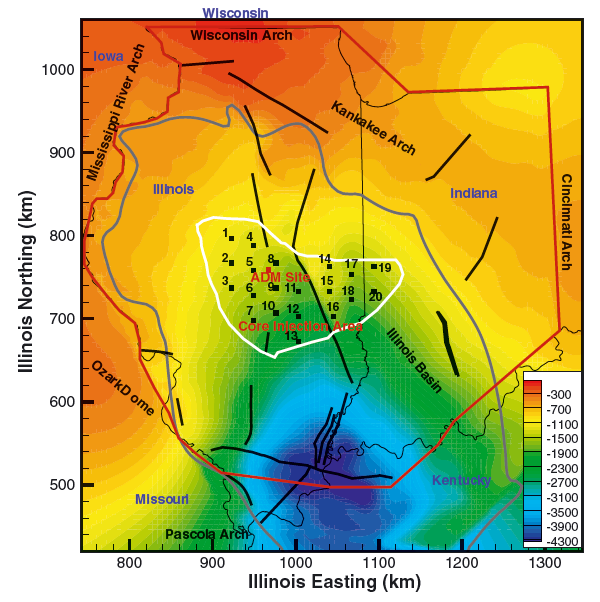 Wisconsin
Wisconsin Arch
Iowa
Mississippi River Arch
Kankakee Arch
Illinois
Indiana
Cincinnati Arch
1
4
2
5
8
14
17
19
ADM Site
3
6
9
11
15
18
20
7
10
12
16
Core Injection Area
13
Illinois Basin
OzarkDome
Missouri
Kentucky
Pascola Arch
1000
900
800
700
600
500
Illinois Northing (km)
800
900
1000
1100
1200
1300
Illinois Easting (km)
-300
-700
-1100
-1500
-1900
-2300
-2700
-3100
-3500
-3900
-4300